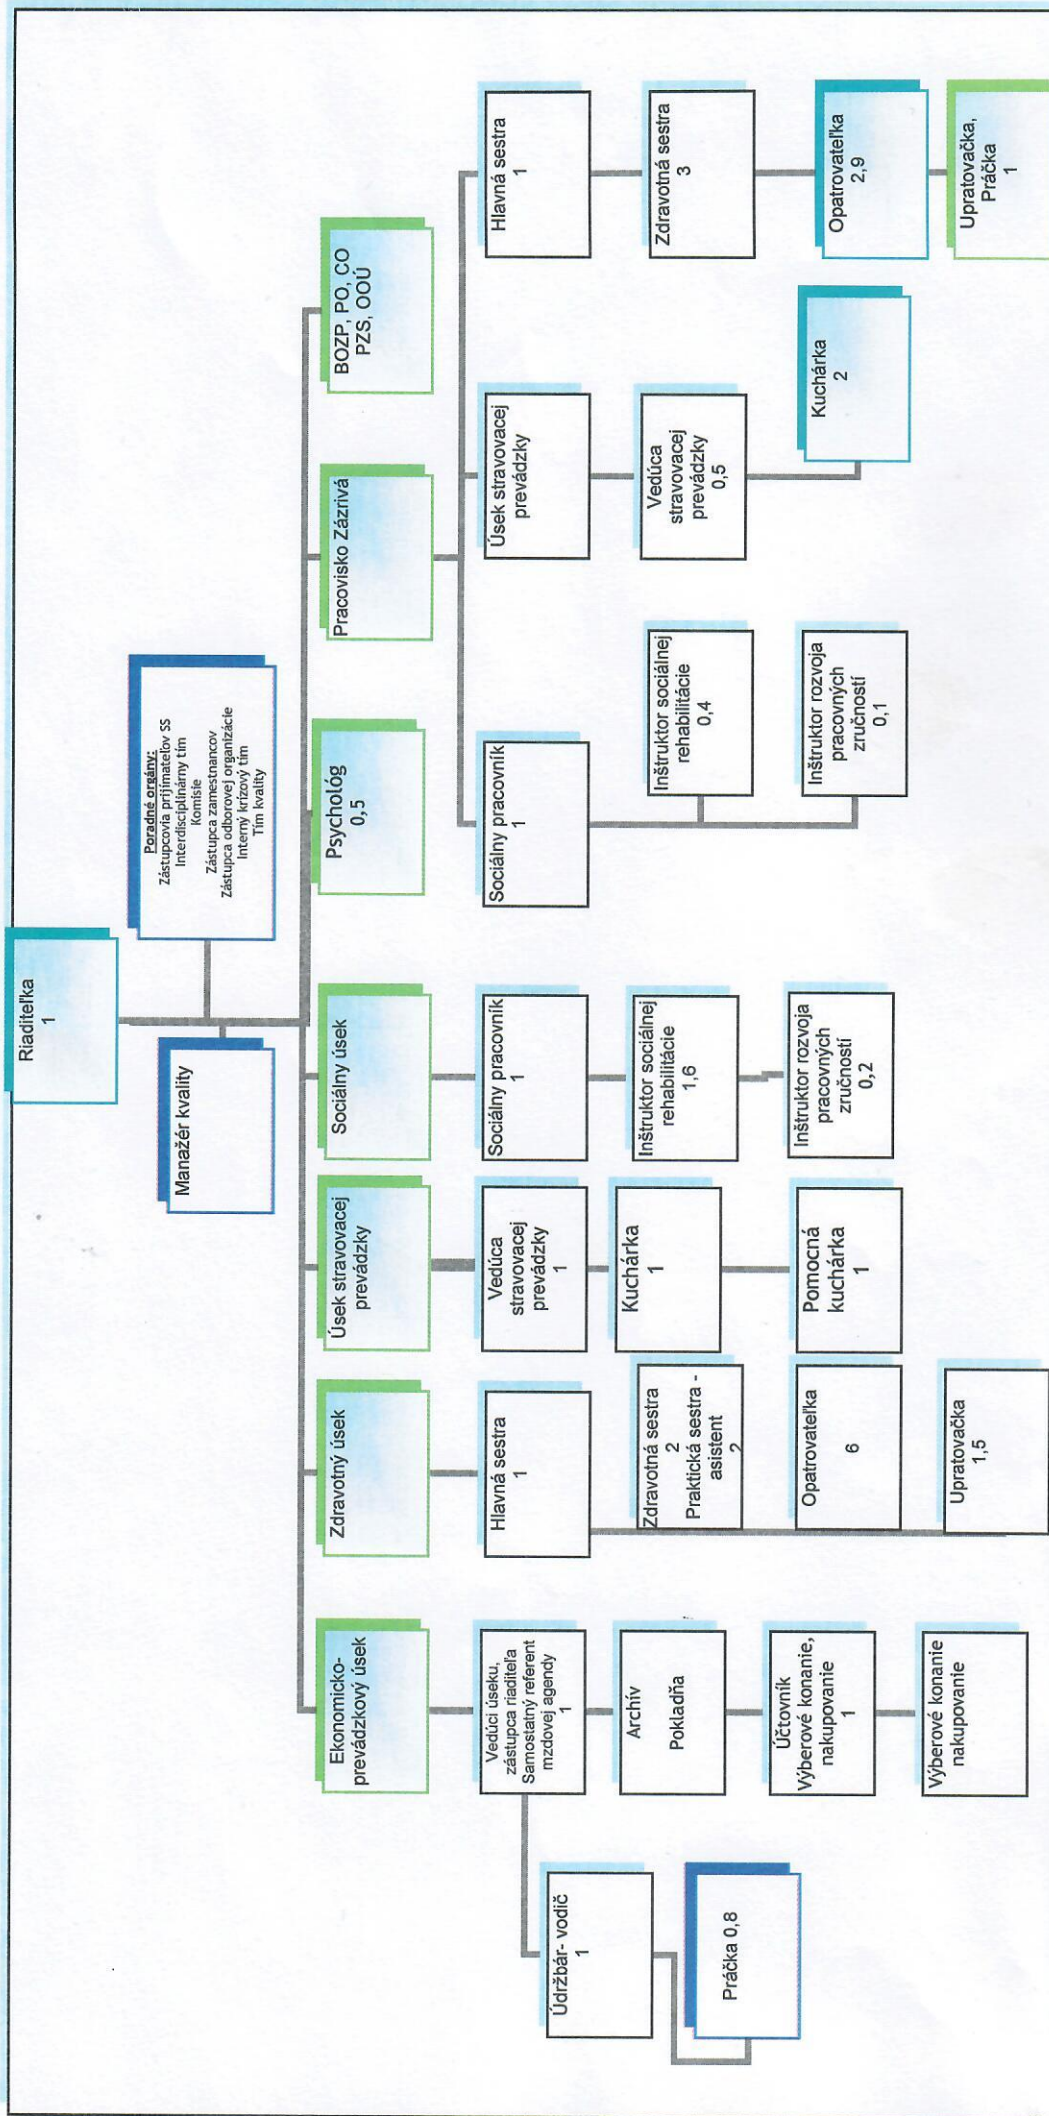 Riaditeľka
1
Poradné orgány:
Zástupcovia prijímateľov SS
Interdisciplinárny tím
Komisie
Zástupca zamestnancov
Zástupca odborovej organizácie
Interný krízový tím
Tím kvality
Manažér kvality
Ekonomicko-
prevádzkový úsek
Zdravotný úsek
Úsek stravovacej
prevádzky
Sociálny úsek
Psychológ
0,5
Pracovisko Zázrivá
BOZP, PO, CO
PZS, OOÚ
Vedúci úseku,
zástupca riaditeľa
Samostatný referent
mzdovej agendy
1
Archív
Pokladňa
Účtovník
Výberové konanie,
nakupovanie
1
Výberové konanie
nakupovanie
Údržbár- vodič
1
Práčka 0,8
Hlavná sestra
1
Zdravotná sestra
2
Praktická sestra -
asistent
2
Opatrovateľka
6
Upratovačka
1,5
Vedúca
stravovacej
prevádzky
1
Kuchárka
1
Pomocná
kuchárka
1
Sociálny pracovník
1
Inštruktor sociálnej
rehabilitácie
1,6
Inštruktor rozvoja
pracovných
zručností
0,2
Sociálny pracovník
1
Inštruktor sociálnej
rehabilitácie
0,4
Inštruktor rozvoja
pracovných
zručností
0,1
Úsek stravovacej
prevádzky
Vedúca
stravovacej
prevádzky
0,5
Kuchárka
2
Hlavná sestra
1
Zdravotná sestra
3
Opatrovateľka
2,9
Upratovačka,
Práčka
1